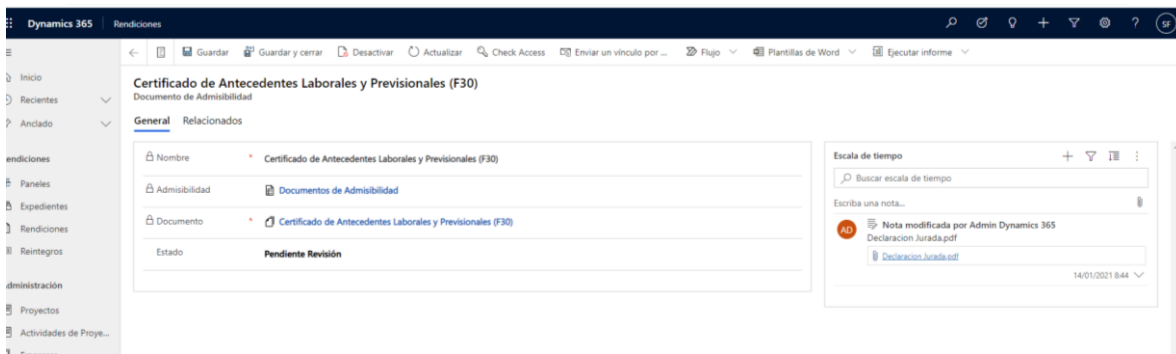 Dynamics 365 Rendiciones SF
Guardar Guardar y cerrar Desactivar Actualizar Check Access Enviar un vínculo por ... Flujo Plantillas de Word Ejecutar informe
Inicio
Recientes
Anclado
endiciones
Paneles
Expedientes
Rendiciones
Reintegros
dministración
Proyectos
Actividades de Proye...
Certificado de Antecedentes Laborales y Previsionales (F30)
Documento de Admisibilidad
General Relacionados
Nombre * Certificado de Antecedentes Laborales y Previsionales (F30)
Admisibilidad Documentos de Admisibilidad
Documento * Certificado de Antecedentes Laborales y Previsionales (F30)
Estado Pendiente Revisión
Escala de tiempo
Buscar escala de tiempo
Escriba una nota...
AD Nota modificada por Admin Dynamics 365
Declaracion Jurada.pdf
Declaracion Jurada.pdf
14/01/2021 8:44